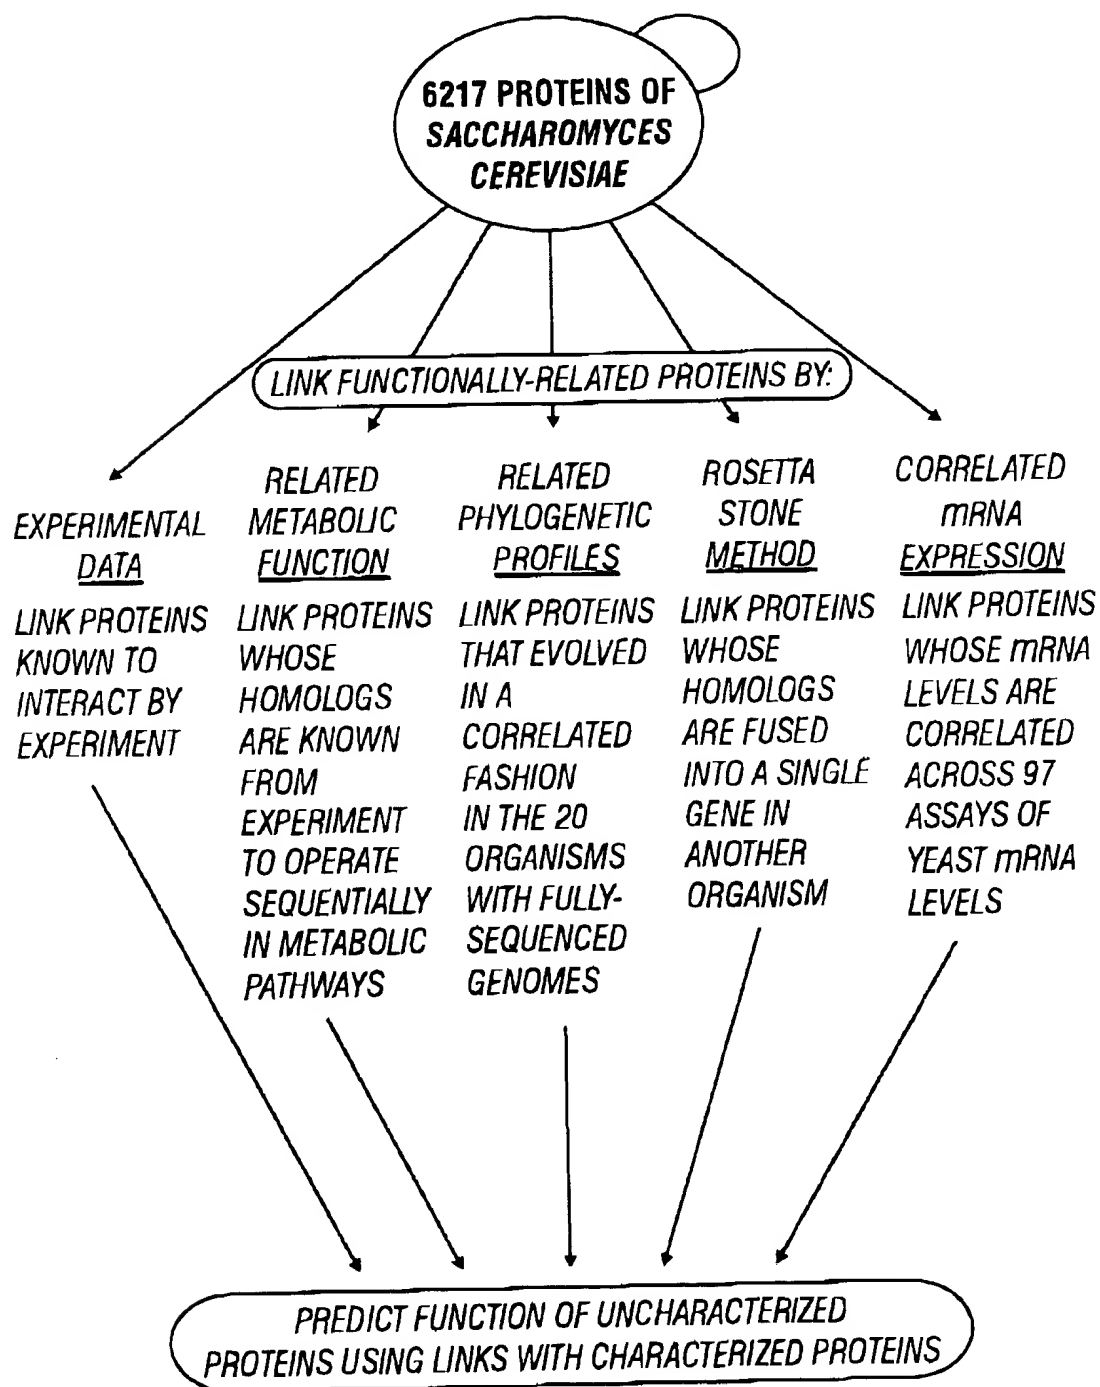 6217 PROTEINS OF
SACCHAROMYCES
CEREVISIAE
LINK FUNCTIONALLY-RELATED PROTEINS BY:
EXPERIMENTAL
DATA
LINK PROTEINS
KNOWN TO
INTERACT BY
EXPERIMENT
RELATED
METABOLIC
FUNCTION
LINK PROTEINS
WHOSE
HOMOLOGS
ARE KNOWN
FROM
EXPERIMENT
TO OPERATE
SEQUENTIALLY
IN METABOLIC
PATHWAYS
RELATED
PHYLOGENETIC
PROFILES
LINK PROTEINS
THAT EVOLVED
IN A
CORRELATED
FASHION
IN THE 20
ORGANISMS
WITH FULLY-
SEQUENCED
GENOMES
ROSETTA
STONE
METHOD
LINK PROTEINS
WHOSE
HOMOLOGS
ARE FUSED
INTO A SINGLE
GENE IN
ANOTHER
ORGANISM
CORRELATED
mRNA
EXPRESSION
LINK PROTEINS
WHOSE mRNA
LEVELS ARE
CORRELATED
ACROSS 97
ASSAYS OF
YEAST mRNA
LEVELS
PREDICT FUNCTION OF UNCHARACTERIZED
PROTEINS USING LINKS WITH CHARACTERIZED PROTEINS